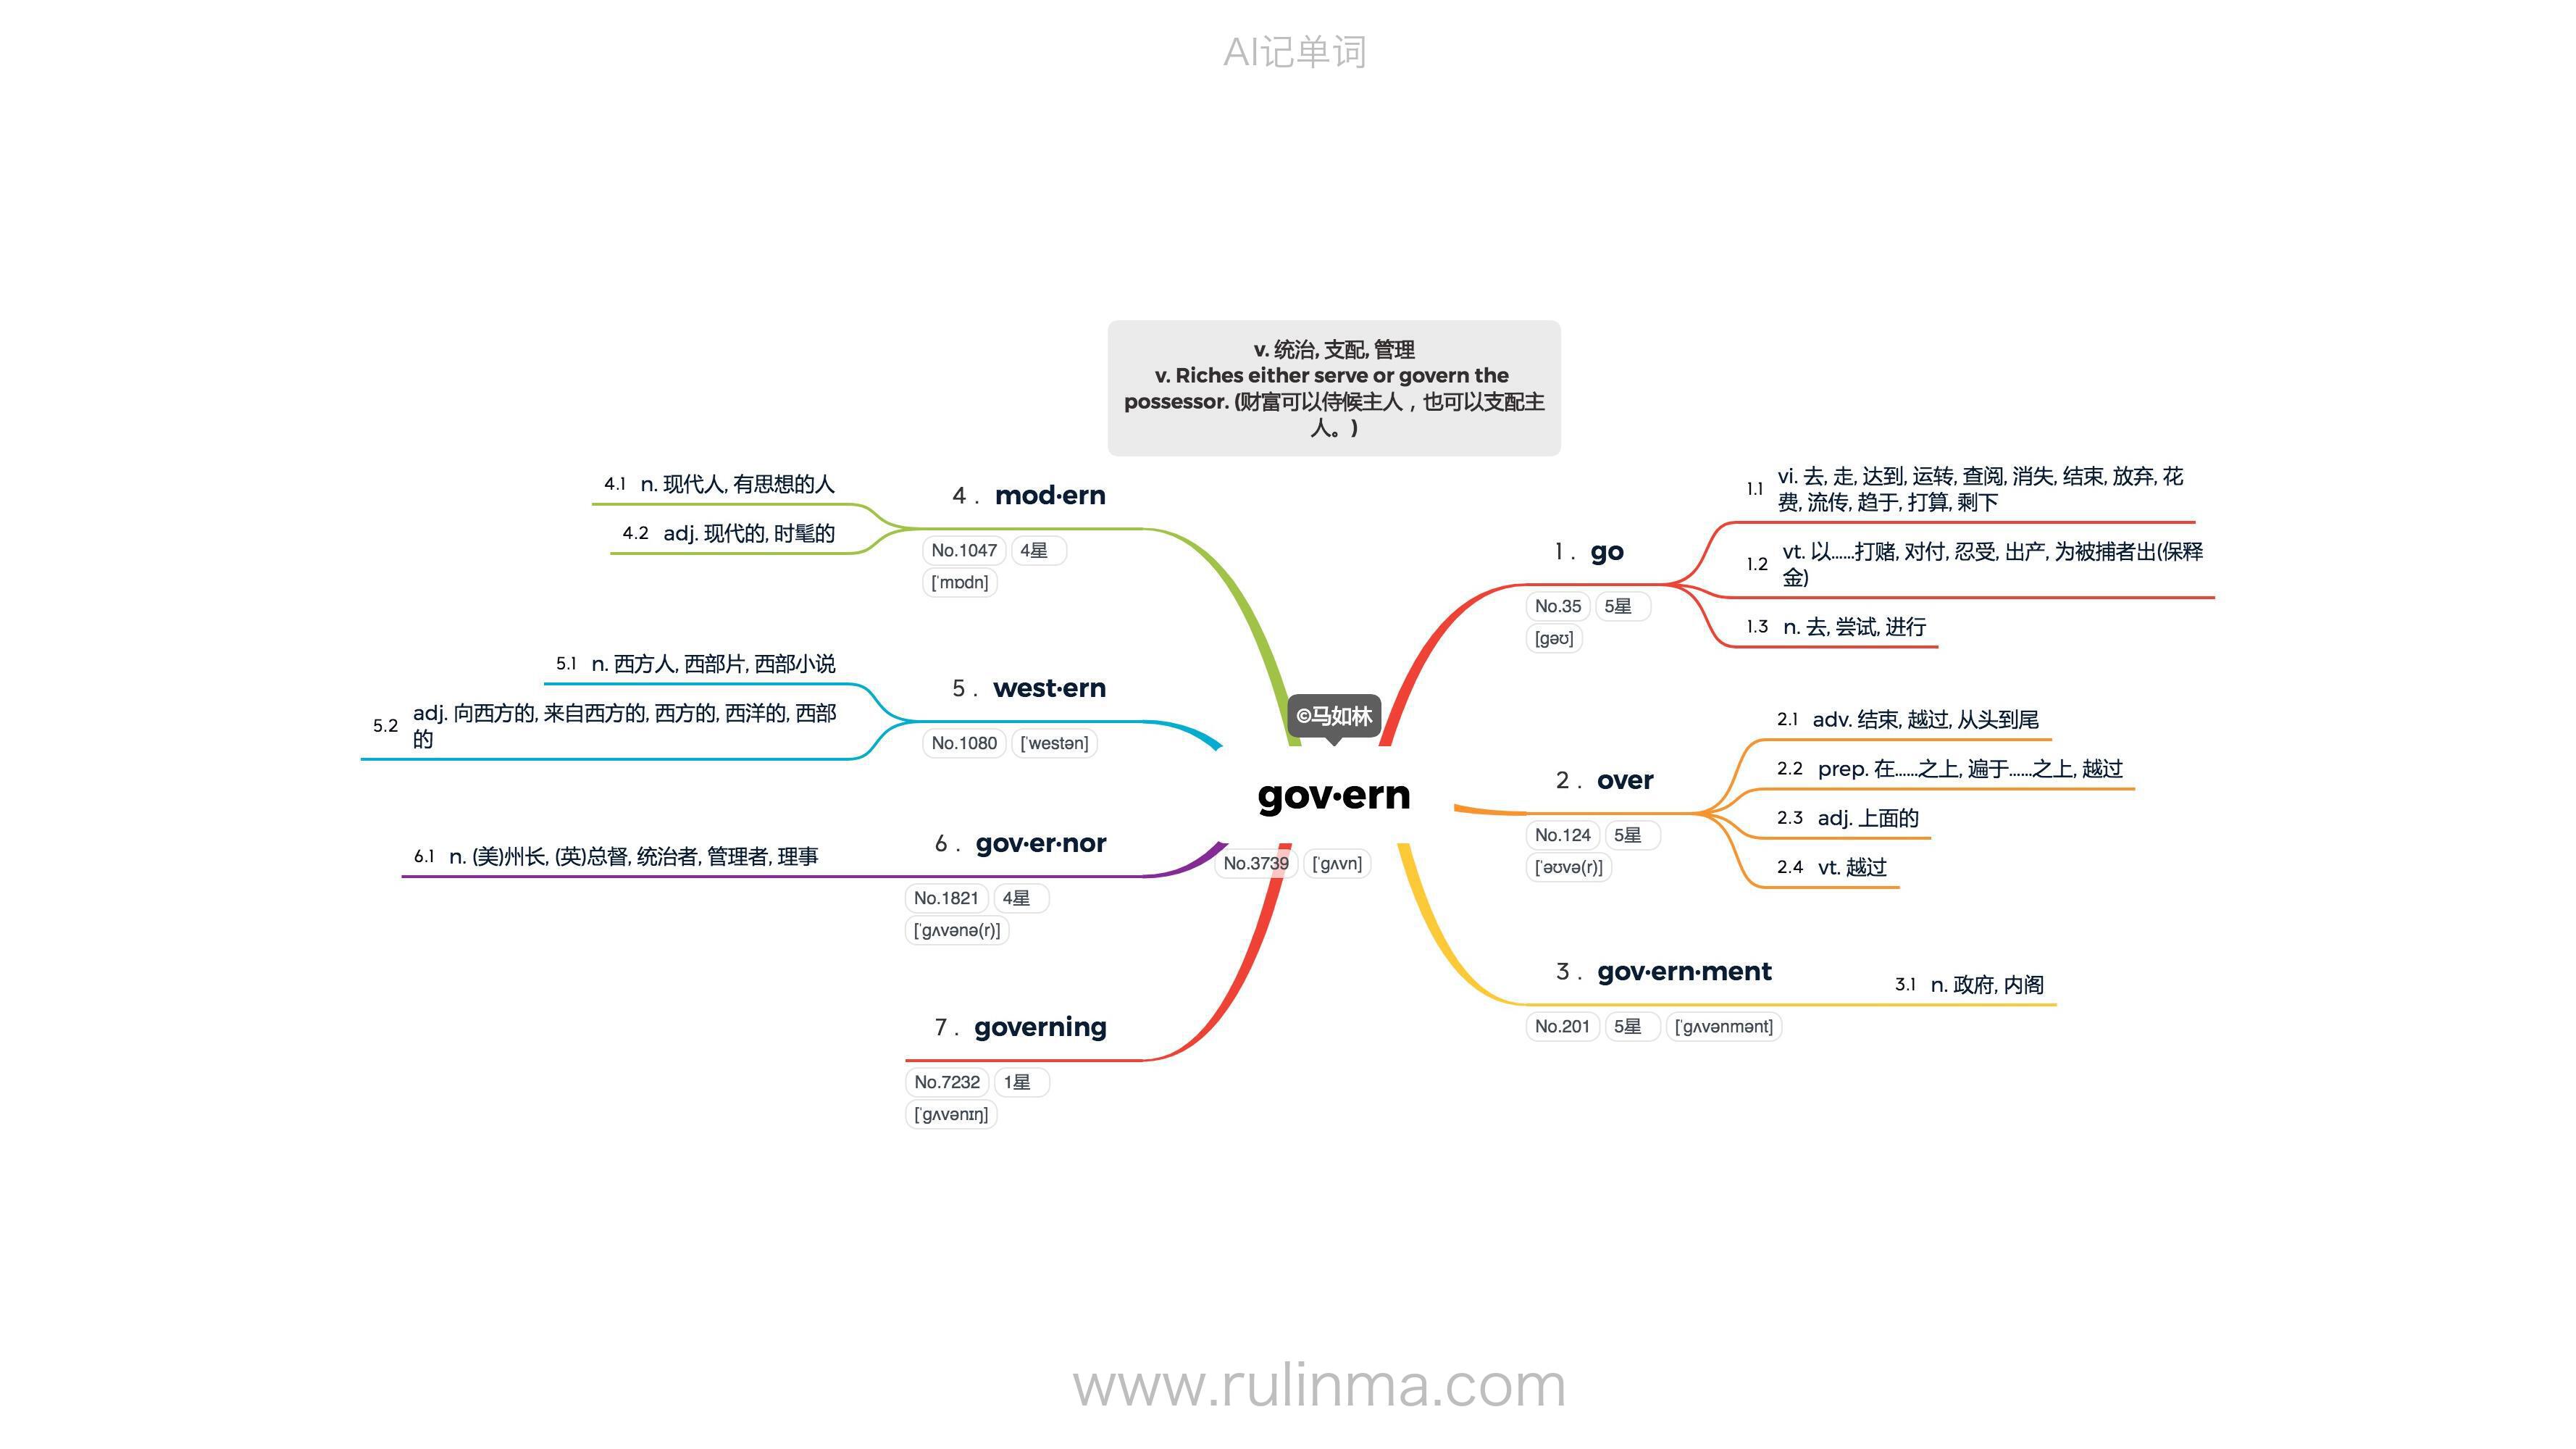 AI记单词
v. 统治, 支配, 管理
v. Riches either serve or govern the
possessor. (财富可以侍候主人，也可以支配主
人。)
©马如林
gov·ern
No.3739 [ˈgʌvn]
1 . go
No.35 5星
[gəʊ]
1.1 vi. 去, 走, 达到, 运转, 查阅, 消失, 结束, 放弃, 花
费, 流传, 趋于, 打算, 剩下
1.2 vt. 以......打赌, 对付, 忍受, 出产, 为被捕者出(保释
金)
1.3 n. 去, 尝试, 进行
2 . over
No.124 5星
[ˈəʊvə(r)]
2.1 adv. 结束, 越过, 从头到尾
2.2 prep. 在......之上, 遍于......之上, 越过
2.3 adj. 上面的
2.4 vt. 越过
3 . gov·ern·ment
No.201 5星 [ˈgʌvənmənt]
3.1 n. 政府, 内阁
4 . mod·ern
No.1047 4星
[ˈmɒdn]
4.1 n. 现代人, 有思想的人
4.2 adj. 现代的, 时髦的
5 . west·ern
No.1080 [ˈwestən]
5.1 n. 西方人, 西部片, 西部小说
5.2 adj. 向西方的, 来自西方的, 西方的, 西洋的, 西部
的
6 . gov·er·nor
No.1821 4星
[ˈgʌvənə(r)]
6.1 n. (美)州长, (英)总督, 统治者, 管理者, 理事
7 . governing
No.7232 1星
[ˈgʌvənɪŋ]
www.rulinma.com